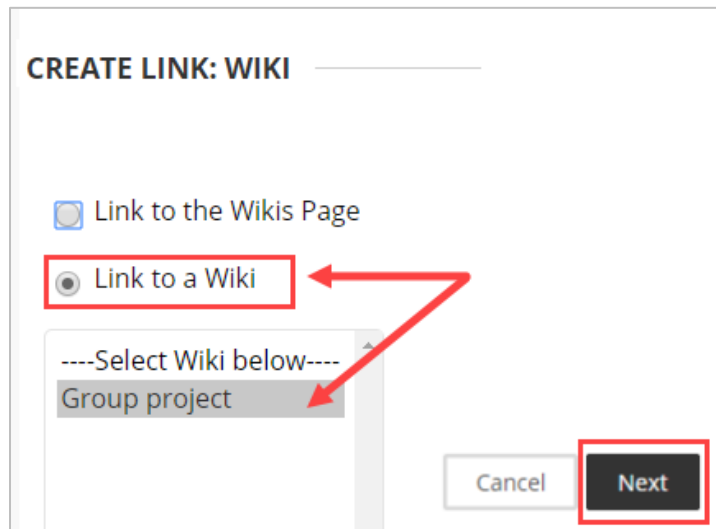 CREATE LINK: WIKI
Link to the Wikis Page
Link to a Wiki
----Select Wiki below----
Group project
Cancel
Next